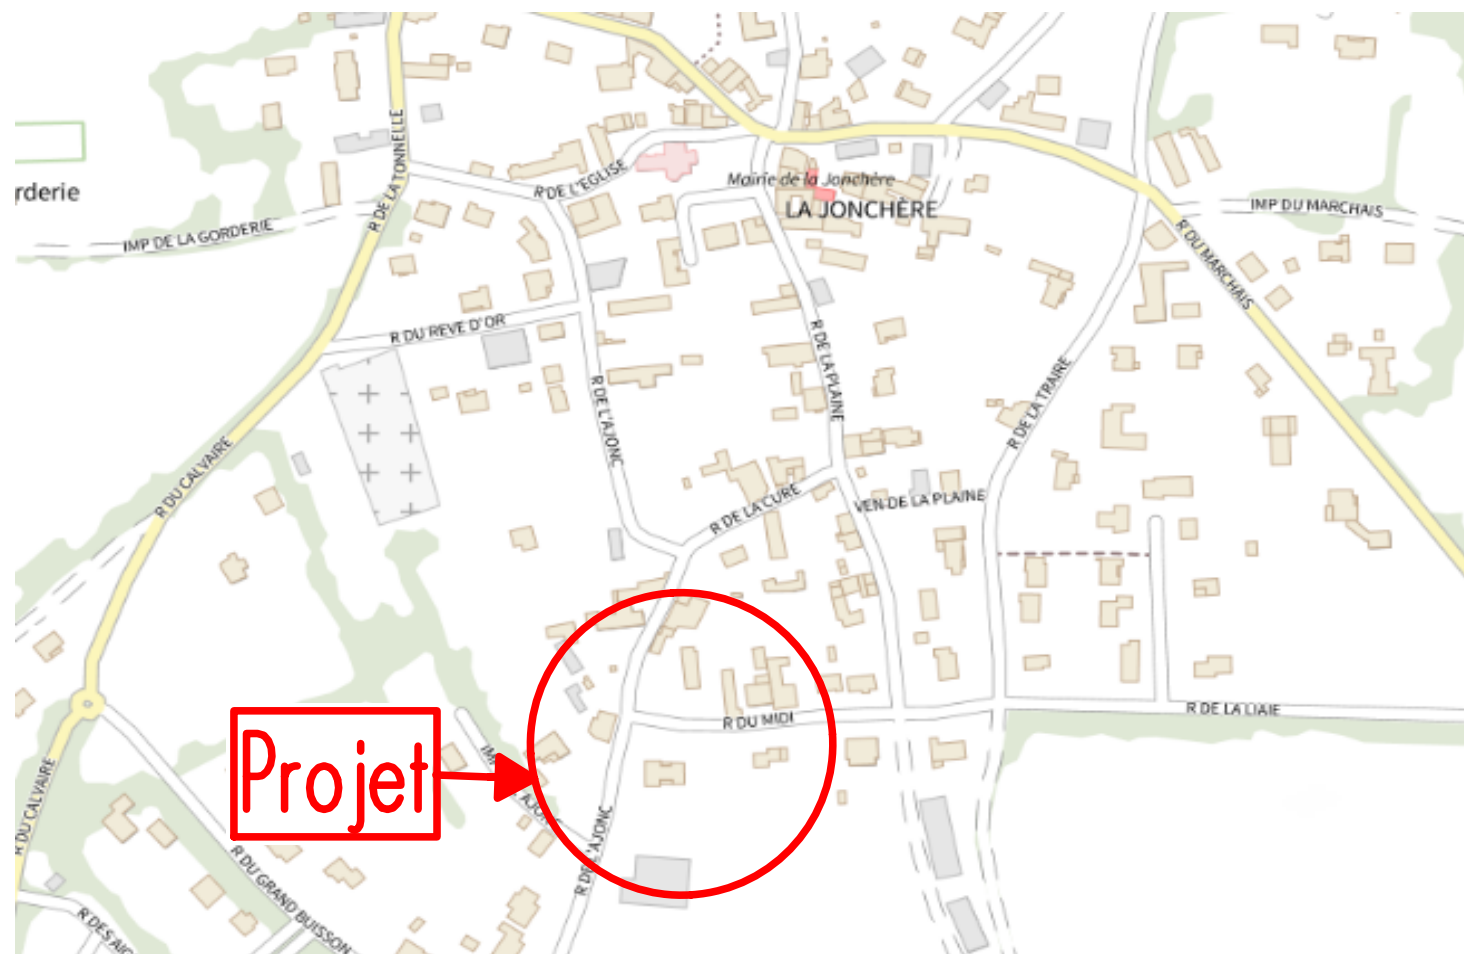 R DE LA TONNELLE
R DE L'EGLISE
Mairie de la Jonchère
LA JONCHÈRE
rderie
IMP DE LA GORDERIE
IMP DU MARCHAIS
R DU MARCHAIS
R DU REVE D'OR
R DE LA PLAINE
R DE LA TRAIRE
R DE L'AJONC
R DU CALVAIRE
R DE LA CURE
VEN DE LA PLAINE
R DU MIDI
R DE LA LIAIE
Projet
R DU CALVAIRE
R DE L'AJONC
R DU GRAND BUISSON